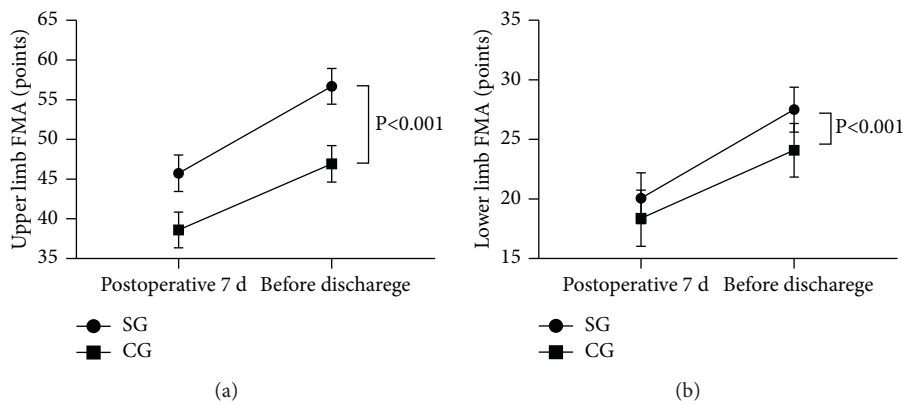 65
60
55
50
45
40
35
Upper limb FMA (points)
P<0.001
Postoperative 7 d Before discharege
SG
CG
(a)
35
30
25
20
15
Lower limb FMA (points)
P<0.001
Postoperative 7 d Before discharege
SG
CG
(b)